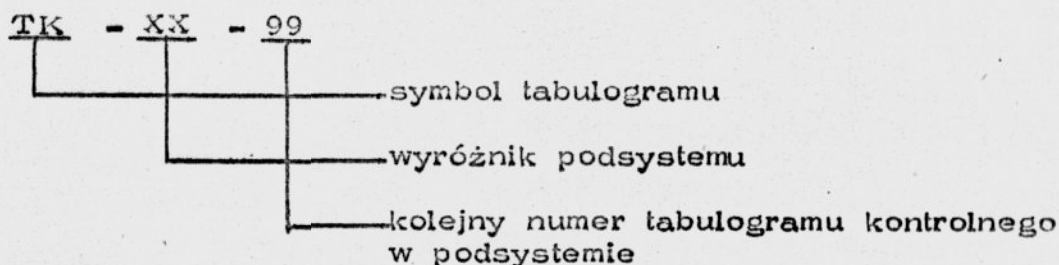 TK - XX - 99
symbol tabulogramu
wyróżnik podsystemu
kolejny numer tabulogramu kontrolnego
w podsystemie